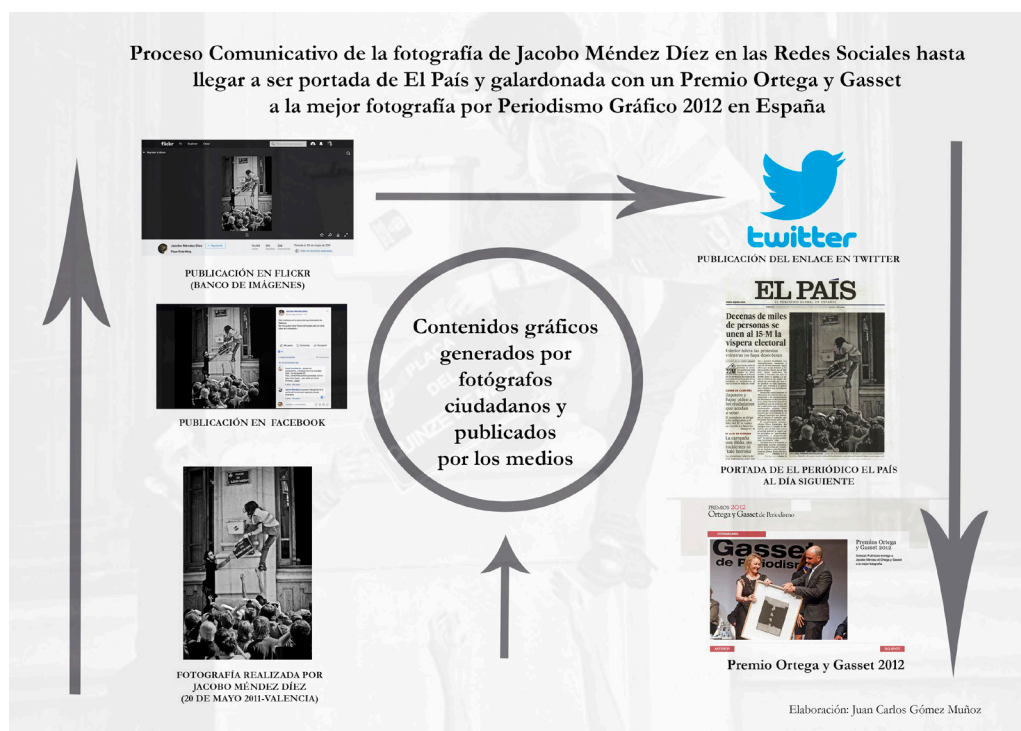 Proceso Comunicativo de la fotografía de Jacobo Méndez Díez en las Redes Sociales hasta
llegar a ser portada de El País y galardonada con un Premio Ortega y Gasset
a la mejor fotografía por Periodismo Gráfico 2012 en España
flickr
Jacobo Méndez Díez
PUBLICACIÓN EN FLICKR
(BANCO DE IMÁGENES)
PUBLICACIÓN EN FACEBOOK
FOTOGRAFÍA REALIZADA POR
JACOBO MÉNDEZ DÍEZ
(20 DE MAYO 2011-VALENCIA)
Contenidos gráficos
generados por
fotógrafos
ciudadanos y
publicados
por los medios
twitter
PUBLICACIÓN DEL ENLACE EN TWITTER
EL PAÍS
Decenas de miles
de personas se
unen al 15-M la
víspera electoral
PORTADA DE EL PERIÓDICO EL PAÍS
AL DÍA SIGUIENTE
PREMIOS 2012
Ortega y Gasset de Periodismo
Gasset
de Periodismo
Premios Ortega
y Gasset 2012
Premio Ortega y Gasset 2012
Elaboración: Juan Carlos Gómez Muñoz